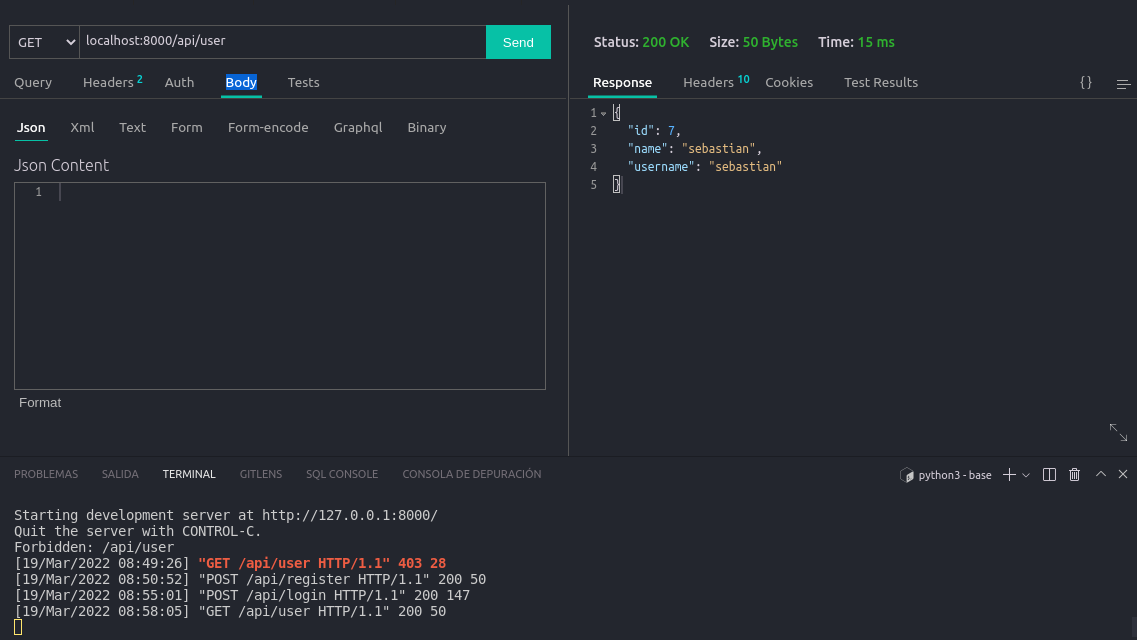 GET localhost:8000/api/user Send
Query Headers 2 Auth Body Tests
Json Xml Text Form Form-encode Graphql Binary
Json Content
1
Format
Status: 200 OK Size: 50 Bytes Time: 15 ms
Response Headers 10 Cookies Test Results {}
1 {
2 "id": 7,
3 "name": "sebastian",
4 "username": "sebastian"
5 }
PROBLEMAS SALIDA TERMINAL GITLENS SQL CONSOLE CONSOLA DE DEPURACIÓN python3 - base
Starting development server at http://127.0.0.1:8000/
Quit the server with CONTROL-C.
Forbidden: /api/user
[19/Mar/2022 08:49:26] "GET /api/user HTTP/1.1" 403 28
[19/Mar/2022 08:50:52] "POST /api/register HTTP/1.1" 200 50
[19/Mar/2022 08:55:01] "POST /api/login HTTP/1.1" 200 147
[19/Mar/2022 08:58:05] "GET /api/user HTTP/1.1" 200 50